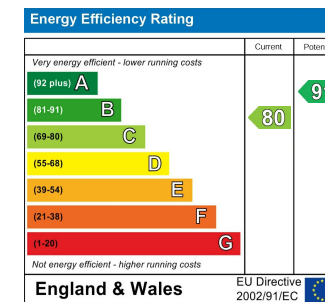 Energy Efficiency Rating
Current
Very energy efficient - lower running costs
(92 plus) A
(81-91) B
(69-80) C
(55-68) D
(39-54) E
(21-38) F
(1-20) G
80
Not energy efficient - higher running costs
England & Wales
EU Directive
2002/91/EC